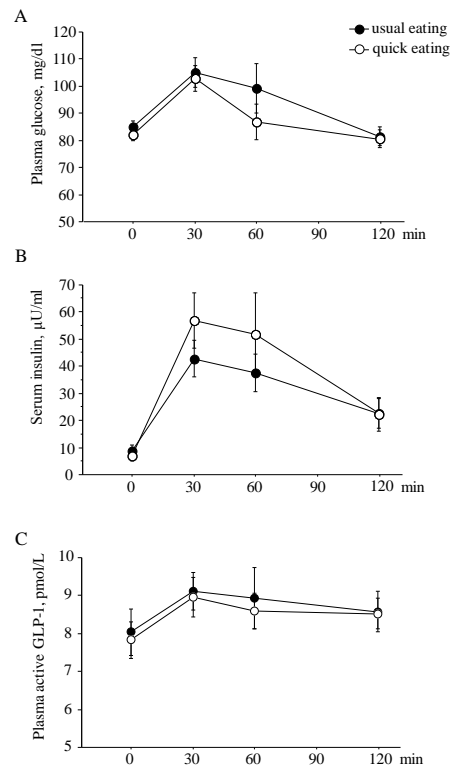 A
usual eating
quick eating
Plasma glucose, mg/dl
120
110
100
90
80
70
60
50
0 30 60 90 120 min
B
Serum insulin, µU/ml
70
60
50
40
30
20
10
0
0 30 60 90 120 min
C
Plasma active GLP-1, pmol/L
10
9
8
7
6
5
0 30 60 90 120 min